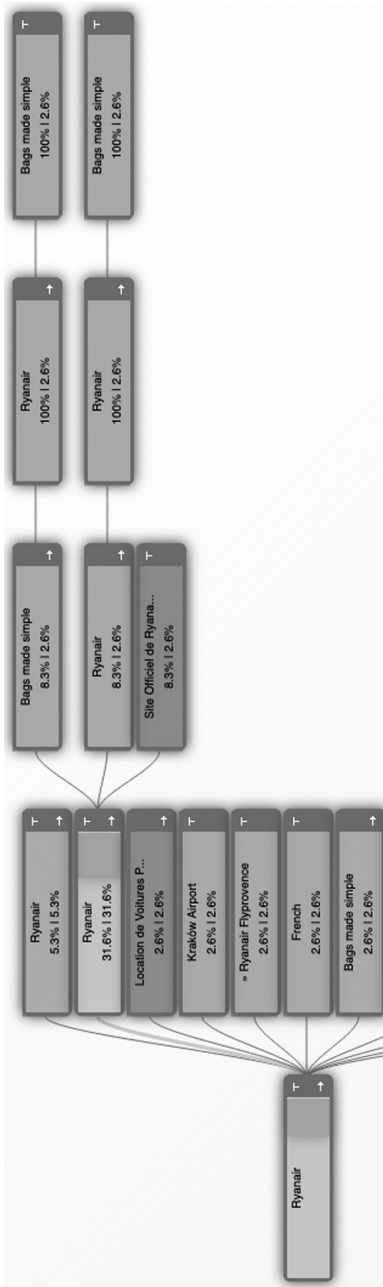 Bags made simple
100% | 2.6%
Bags made simple
100% | 2.6%
Ryanair
100% | 2.6%
Ryanair
100% | 2.6%
Bags made simple
8.3% | 2.6%
Ryanair
8.3% | 2.6%
Site Officiel de Ryana...
8.3% | 2.6%
Ryanair
5.3% | 5.3%
Ryanair
31.6% | 31.6%
Location de Voitures P...
2.6% | 2.6%
Kraków Airport
2.6% | 2.6%
» Ryanair Flyprovence
2.6% | 2.6%
French
2.6% | 2.6%
Bags made simple
2.6% | 2.6%
Ryanair